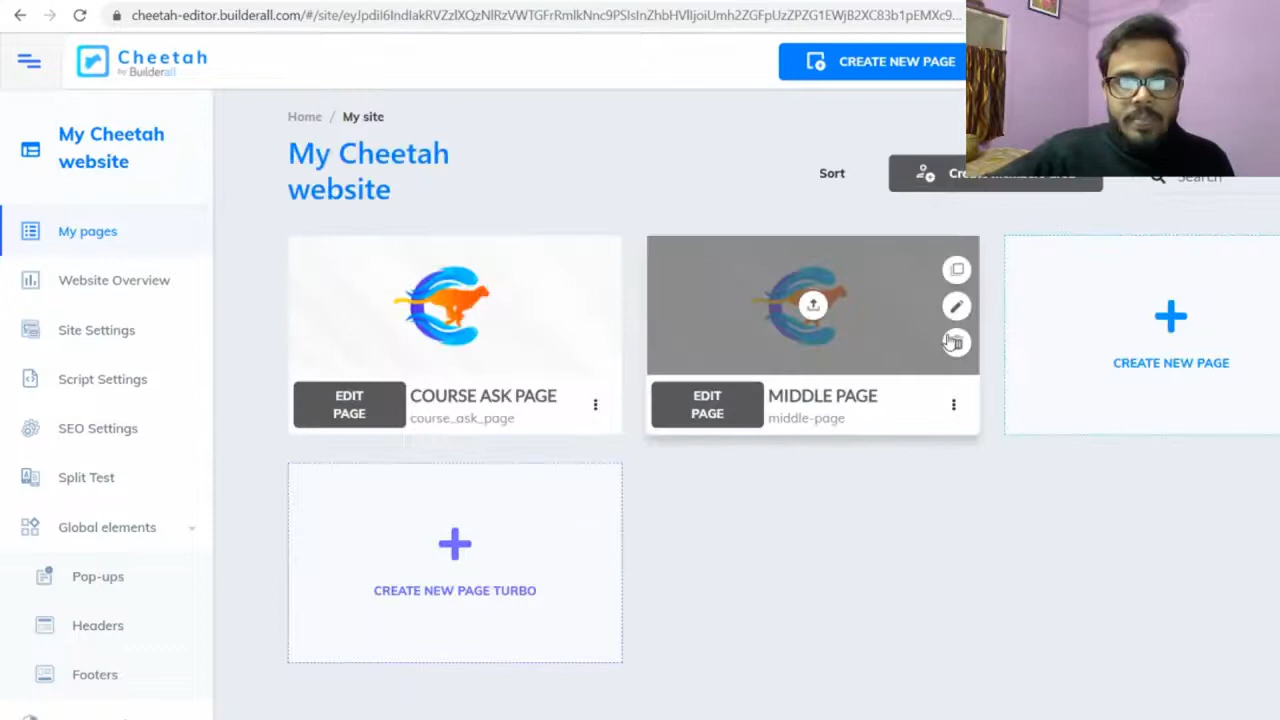 cheetah-editor.builderall.com/#/site/
Cheetah
by Builderall
CREATE NEW PAGE
My Cheetah
website
My pages
Website Overview
Site Settings
Script Settings
SEO Settings
Split Test
Global elements
Pop-ups
Headers
Footers
Home / My site
My Cheetah
website
Sort
Search
EDIT
PAGE
COURSE ASK PAGE
course_ask_page
EDIT
PAGE
MIDDLE PAGE
middle-page
CREATE NEW PAGE
CREATE NEW PAGE TURBO